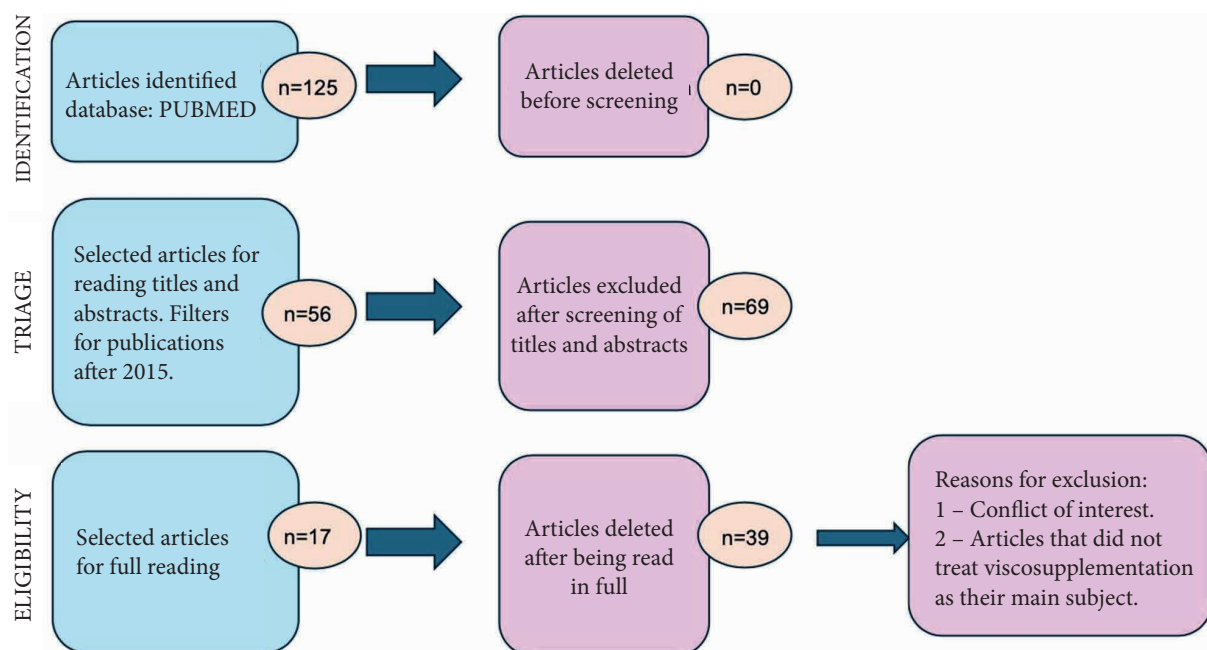 IDENTIFICATION
Articles identified
database: PUBMED
n=125
Articles deleted
before screening
n=0
TRIAGE
Selected articles for
reading titles and
abstracts. Filters
for publications
after 2015.
n=56
Articles excluded
after screening of
titles and abstracts
n=69
ELIGIBILITY
Selected articles
for full reading
n=17
Articles deleted
after being read
in full
n=39
Reasons for exclusion:
1 – Conflict of interest.
2 – Articles that did not
treat viscosupplementation
as their main subject.